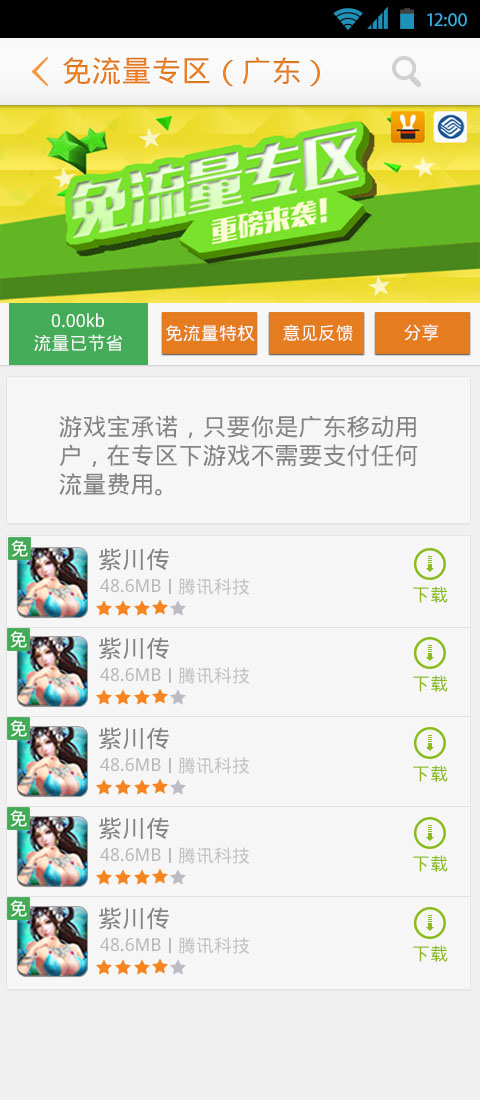 12:00
免流量专区（广东）
免流量专区
重磅来袭！
0.00kb
流量已节省
免流量特权
意见反馈
分享
游戏宝承诺，只要你是广东移动用
户，在专区下游戏不需要支付任何
流量费用。
免
紫川传
48.6MB | 腾讯科技
下载
免
紫川传
48.6MB | 腾讯科技
下载
免
紫川传
48.6MB | 腾讯科技
下载
免
紫川传
48.6MB | 腾讯科技
下载
免
紫川传
48.6MB | 腾讯科技
下载